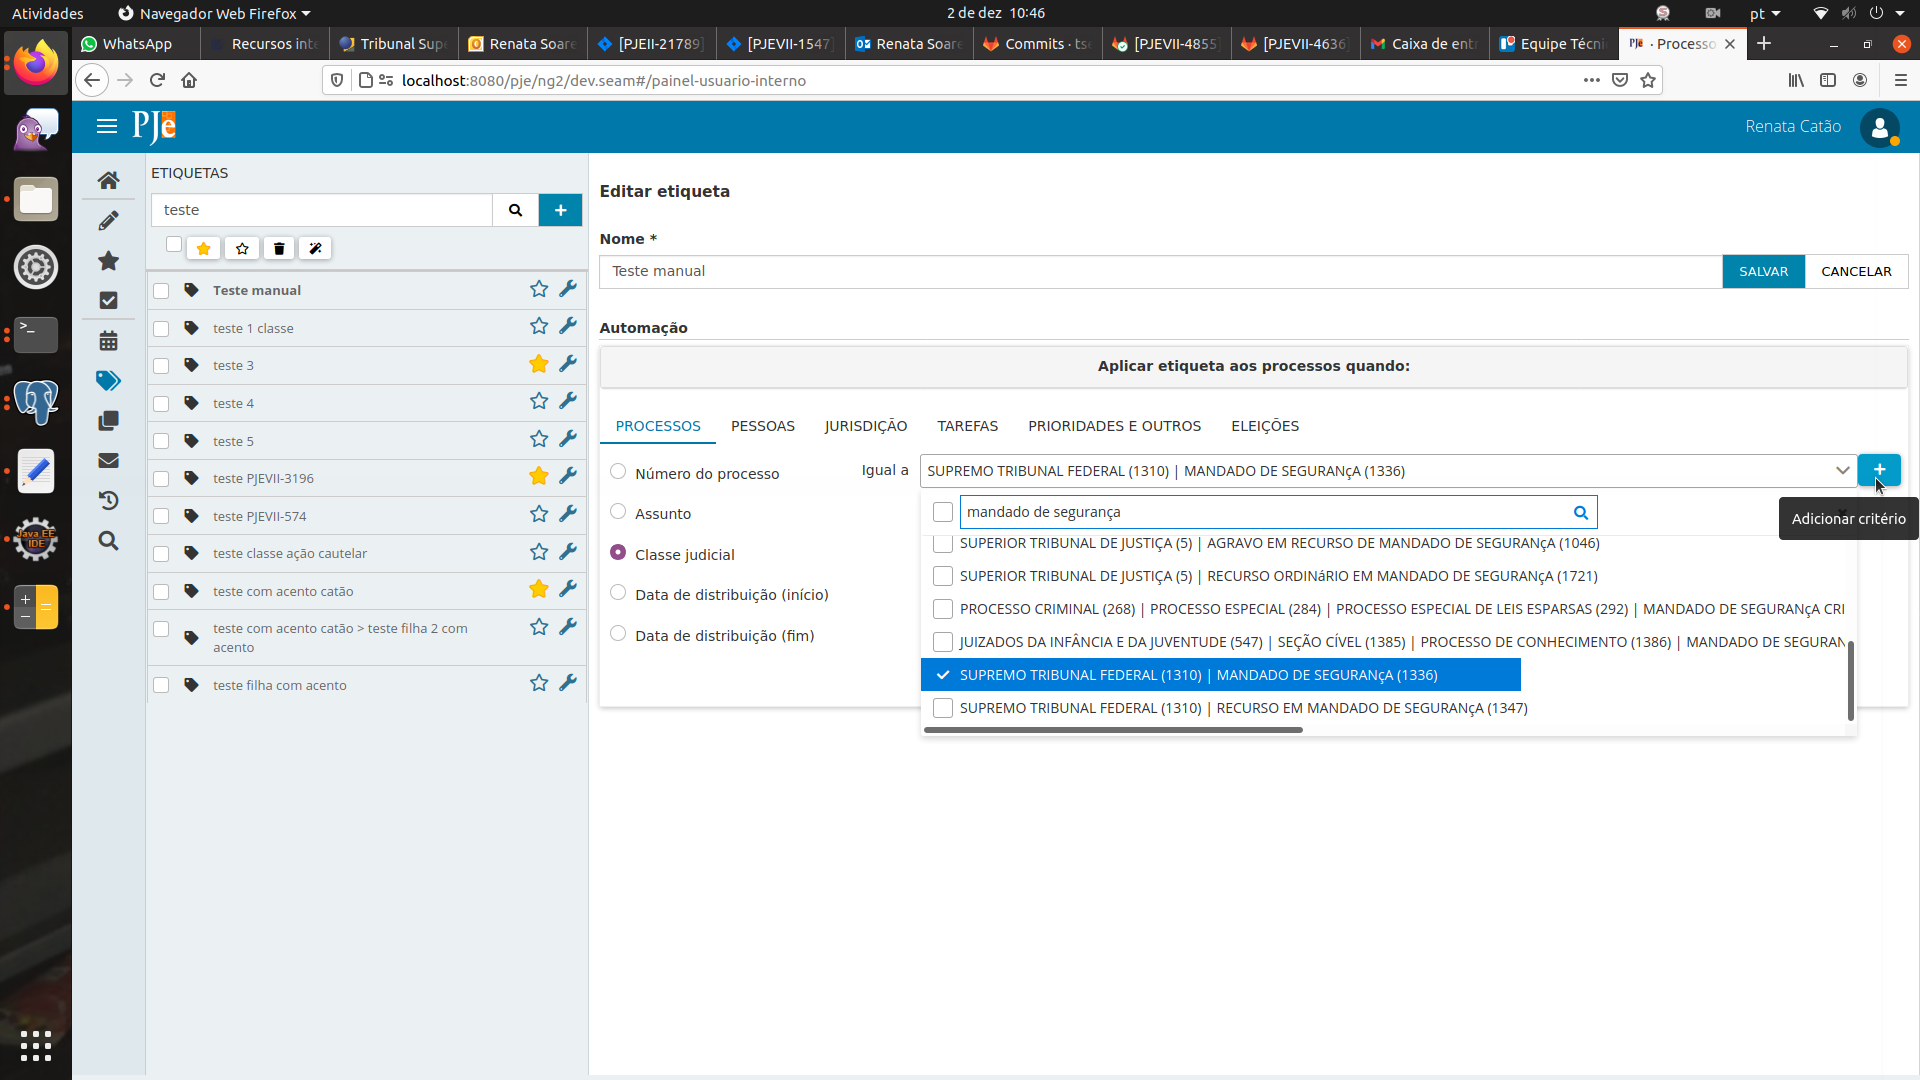 Atividades
Navegador Web Firefox
2 de dez 10:46
pt
WhatsApp
Recursos inte
Tribunal Supe
Renata Soare
[PJEII-21789]
[PJEVII-1547
Renata Soare
Commits · tse
[PJEVII-4855
[PJEVII-4636
Caixa de entr
Equipe Técni
PJe · Processo
localhost:8080/pje/ng2/dev.seam#/painel-usuario-interno
PJe
Renata Catão
ETIQUETAS
teste
Teste manual
teste 1 classe
teste 3
teste 4
teste 5
teste PJEVII-3196
teste PJEVII-574
teste classe ação cautelar
teste com acento catão
teste com acento catão > teste filha 2 com
acento
teste filha com acento
Editar etiqueta
Nome *
Teste manual
SALVAR
CANCELAR
Automação
Aplicar etiqueta aos processos quando:
PROCESSOS
PESSOAS
JURISDIÇÃO
TAREFAS
PRIORIDADES E OUTROS
ELEIÇÕES
Número do processo
Assunto
Classe judicial
Data de distribuição (início)
Data de distribuição (fim)
Igual a
SUPREMO TRIBUNAL FEDERAL (1310) | MANDADO DE SEGURANçA (1336)
Adicionar critério
mandado de segurança
SUPERIOR TRIBUNAL DE JUSTIÇA (5) | AGRAVO EM RECURSO DE MANDADO DE SEGURANçA (1046)
SUPERIOR TRIBUNAL DE JUSTIÇA (5) | RECURSO ORDINáRIO EM MANDADO DE SEGURANçA (1721)
PROCESSO CRIMINAL (268) | PROCESSO ESPECIAL (284) | PROCESSO ESPECIAL DE LEIS ESPARSAS (292) | MANDADO DE SEGURANçA CRI
JUIZADOS DA INFÂNCIA E DA JUVENTUDE (547) | SEÇÃO CÍVEL (1385) | PROCESSO DE CONHECIMENTO (1386) | MANDADO DE SEGURAN
SUPREMO TRIBUNAL FEDERAL (1310) | MANDADO DE SEGURANçA (1336)
SUPREMO TRIBUNAL FEDERAL (1310) | RECURSO EM MANDADO DE SEGURANçA (1347)
Java EE
IDE